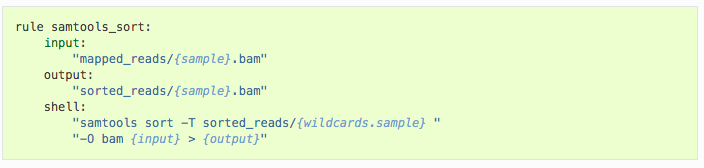 rule samtools_sort:
    input:
        "mapped_reads/{sample}.bam"
    output:
        "sorted_reads/{sample}.bam"
    shell:
        "samtools sort -T sorted_reads/{wildcards.sample} "
        "-O bam {input} > {output}"